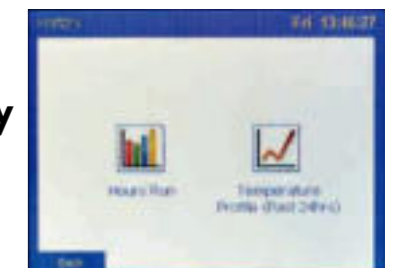 y
History
Fri 13:46:37
Hours Run
Temperature
Profile (Past 24hrs)
Back